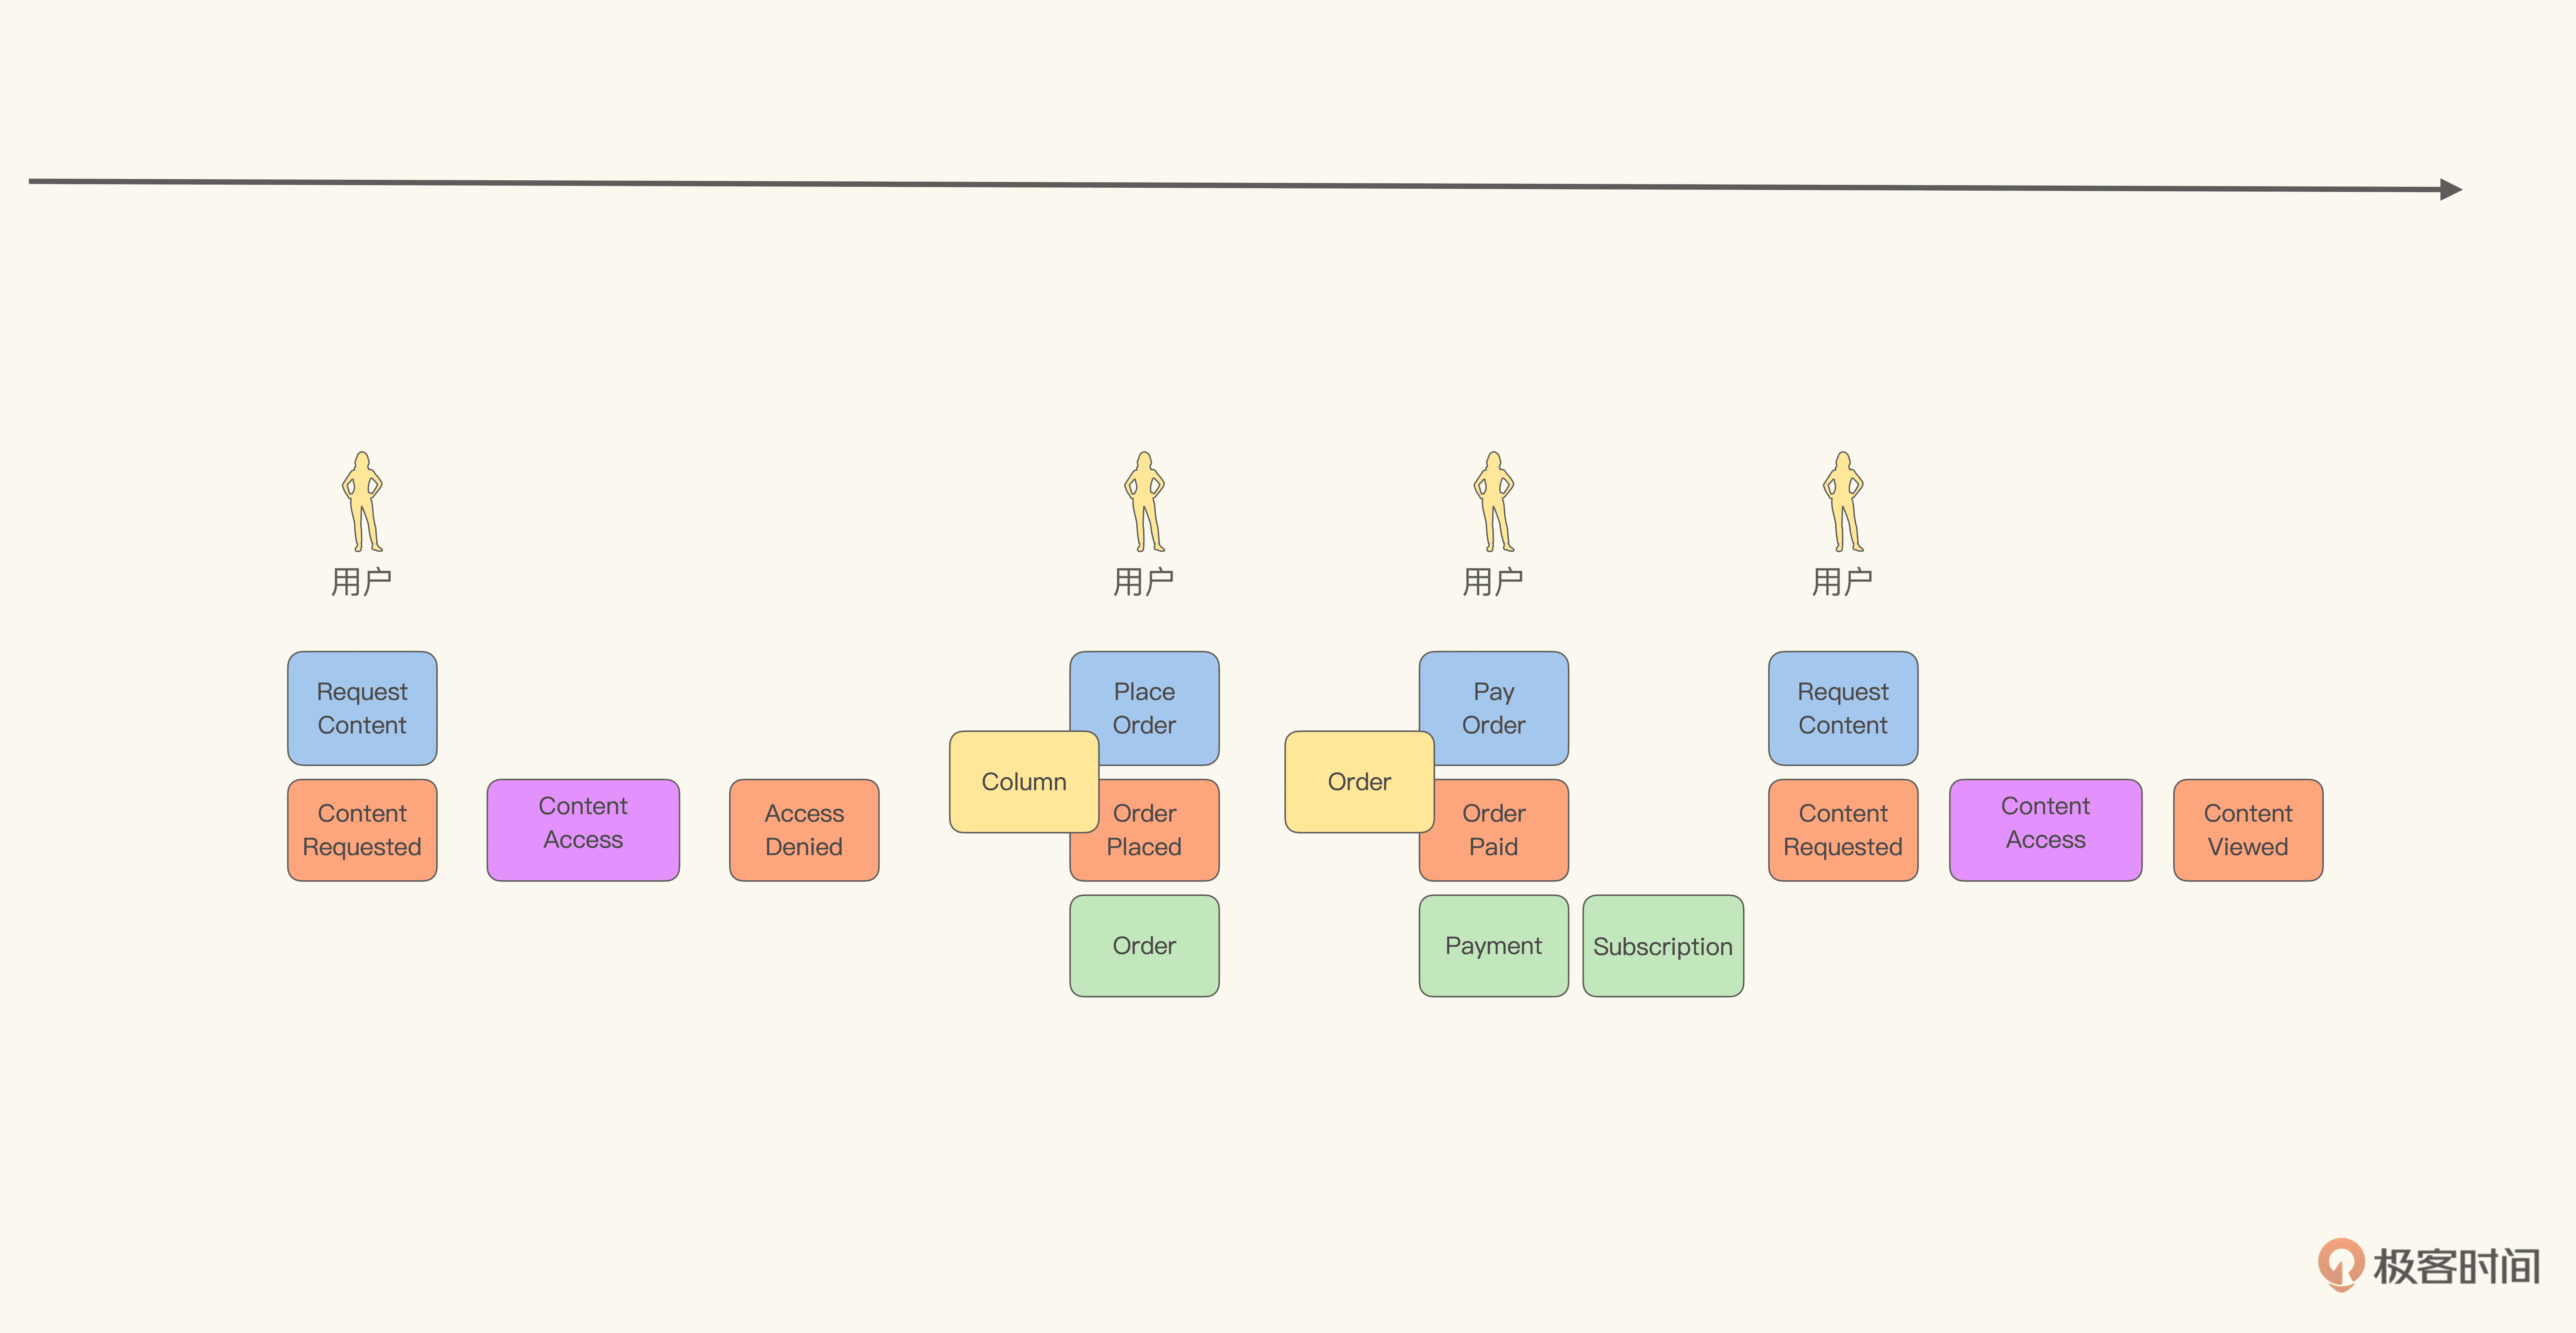 用户
用户
用户
用户
Request
Content
Place
Order
Pay
Order
Request
Content
Column
Order
Content
Requested
Content
Access
Access
Denied
Order
Placed
Order
Paid
Content
Requested
Content
Access
Content
Viewed
Order
Payment
Subscription
极客时间